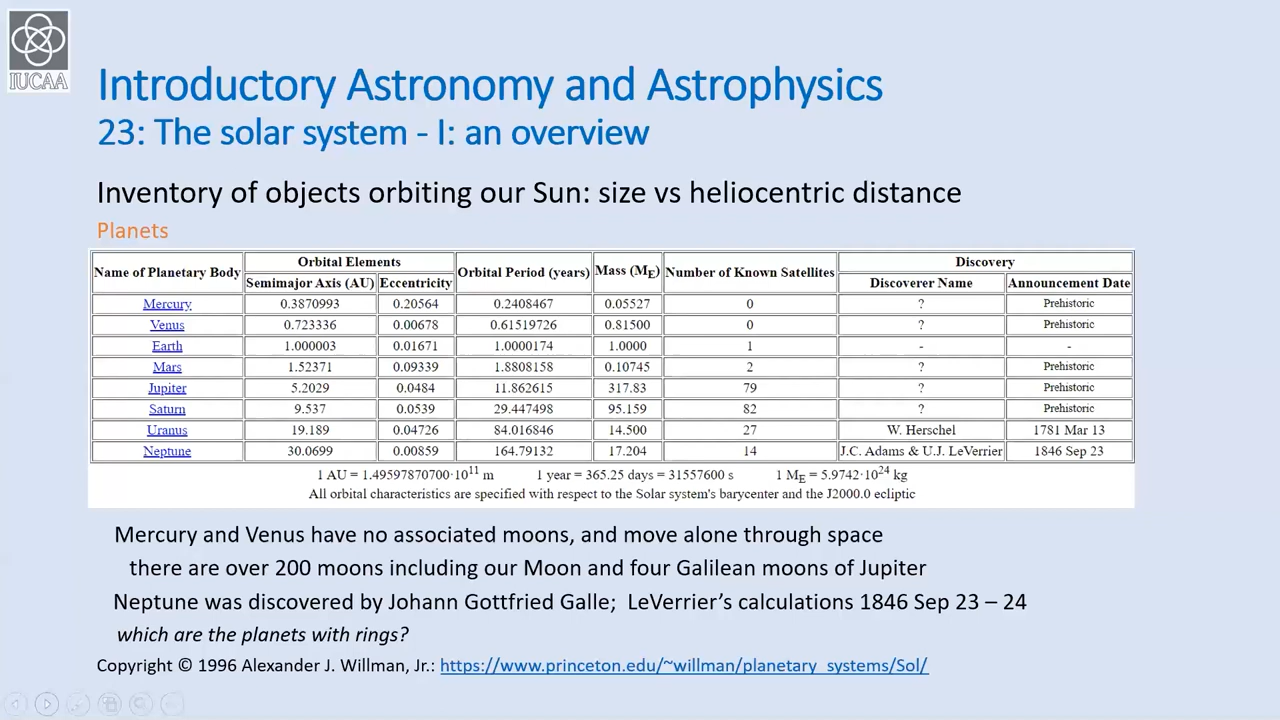 IUCAA
Introductory Astronomy and Astrophysics
23: The solar system - I: an overview
Inventory of objects orbiting our Sun: size vs heliocentric distance
Planets
Name of Planetary Body Orbital Elements Orbital Period (years) Mass (ME) Number of Known Satellites Discovery
Semimajor Axis (AU) Eccentricity Discoverer Name Announcement Date
Mercury 0.3870993 0.20564 0.2408467 0.05527 0 ? Prehistoric
Venus 0.723336 0.00678 0.61519726 0.81500 0 ? Prehistoric
Earth 1.000003 0.01671 1.0000174 1.0000 1 - -
Mars 1.52371 0.09339 1.8808158 0.10745 2 ? Prehistoric
Jupiter 5.2029 0.0484 11.862615 317.83 79 ? Prehistoric
Saturn 9.537 0.0539 29.447498 95.159 82 ? Prehistoric
Uranus 19.189 0.04726 84.016846 14.500 27 W. Herschel 1781 Mar 13
Neptune 30.0699 0.00859 164.79132 17.204 14 J.C. Adams & U.J. LeVerrier 1846 Sep 23
1 AU = 1.49597870700·10^11 m 1 year = 365.25 days = 31557600 s 1 ME = 5.9742·10^24 kg
All orbital characteristics are specified with respect to the Solar system's barycenter and the J2000.0 ecliptic
Mercury and Venus have no associated moons, and move alone through space
there are over 200 moons including our Moon and four Galilean moons of Jupiter
Neptune was discovered by Johann Gottfried Galle; LeVerrier’s calculations 1846 Sep 23 – 24
which are the planets with rings?
Copyright © 1996 Alexander J. Willman, Jr.: https://www.princeton.edu/~willman/planetary_systems/Sol/